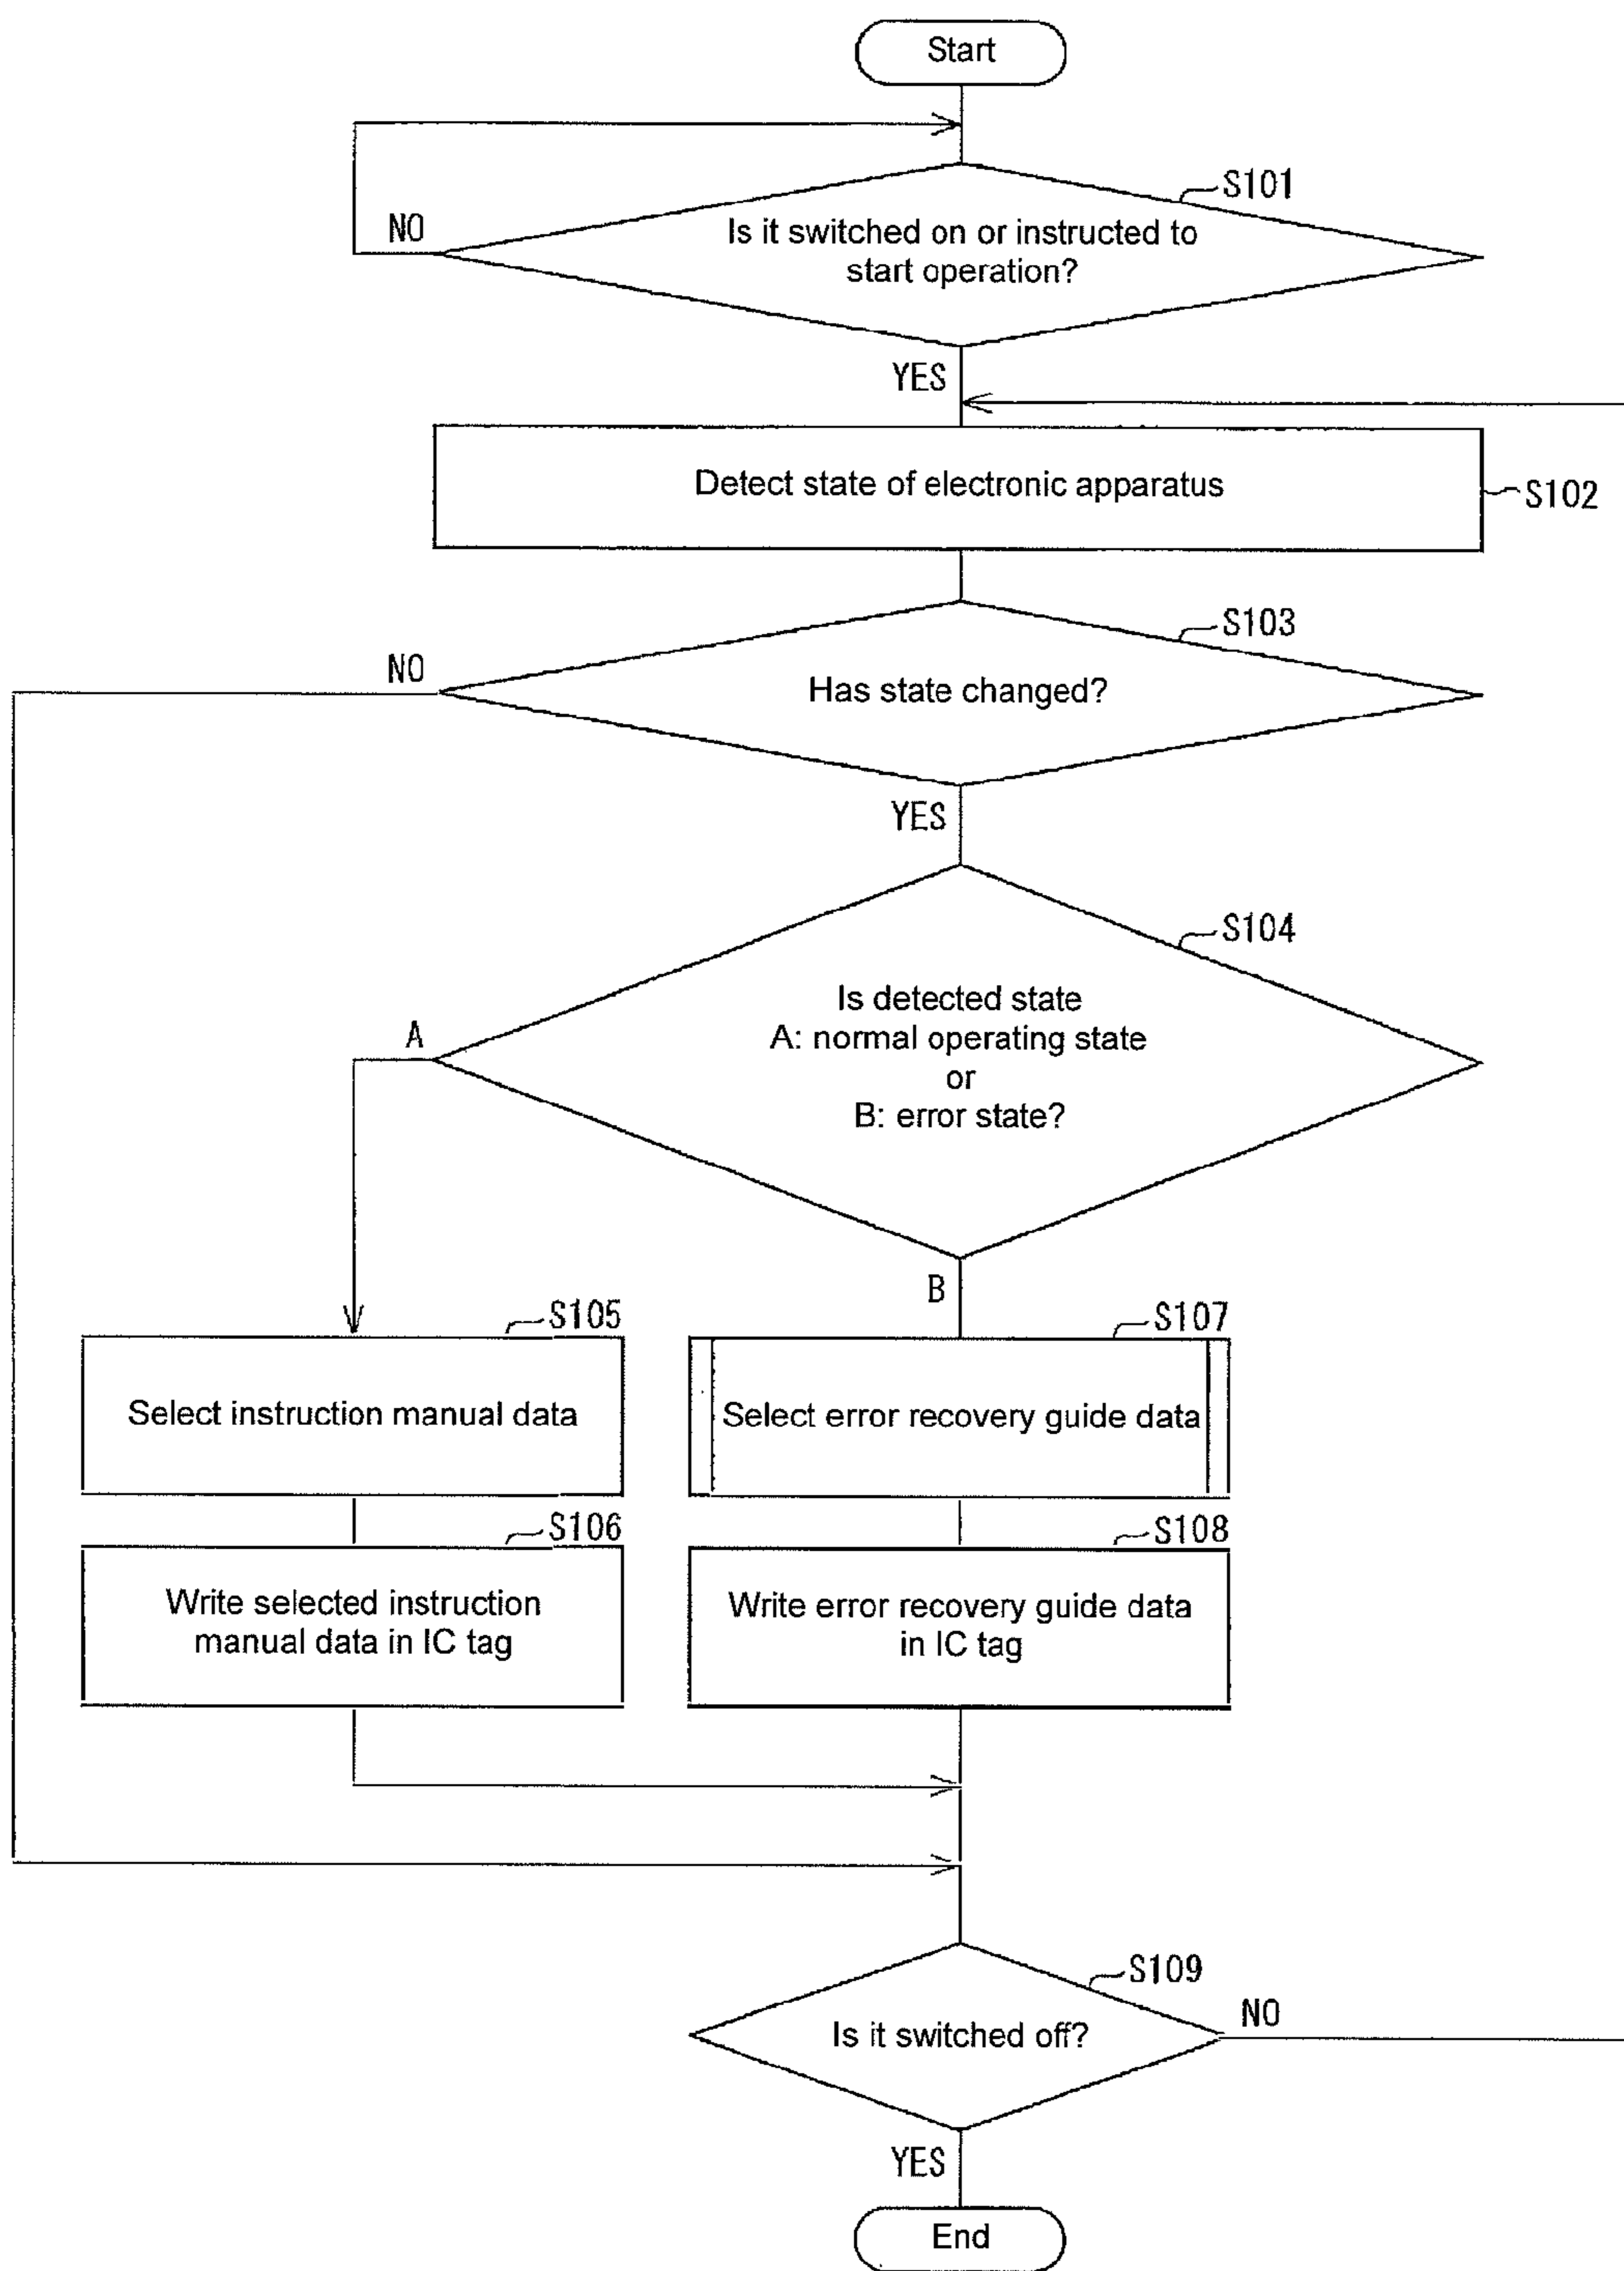 Start
S101
NO
Is it switched on or instructed to
start operation?
YES
Detect state of electronic apparatus
S102
S103
NO
Has state changed?
YES
S104
Is detected state
A: normal operating state
or
B: error state?
A
B
S105
S107
Select instruction manual data
Select error recovery guide data
S106
S108
Write selected instruction
manual data in IC tag
Write error recovery guide data
in IC tag
S109
Is it switched off?
NO
YES
End